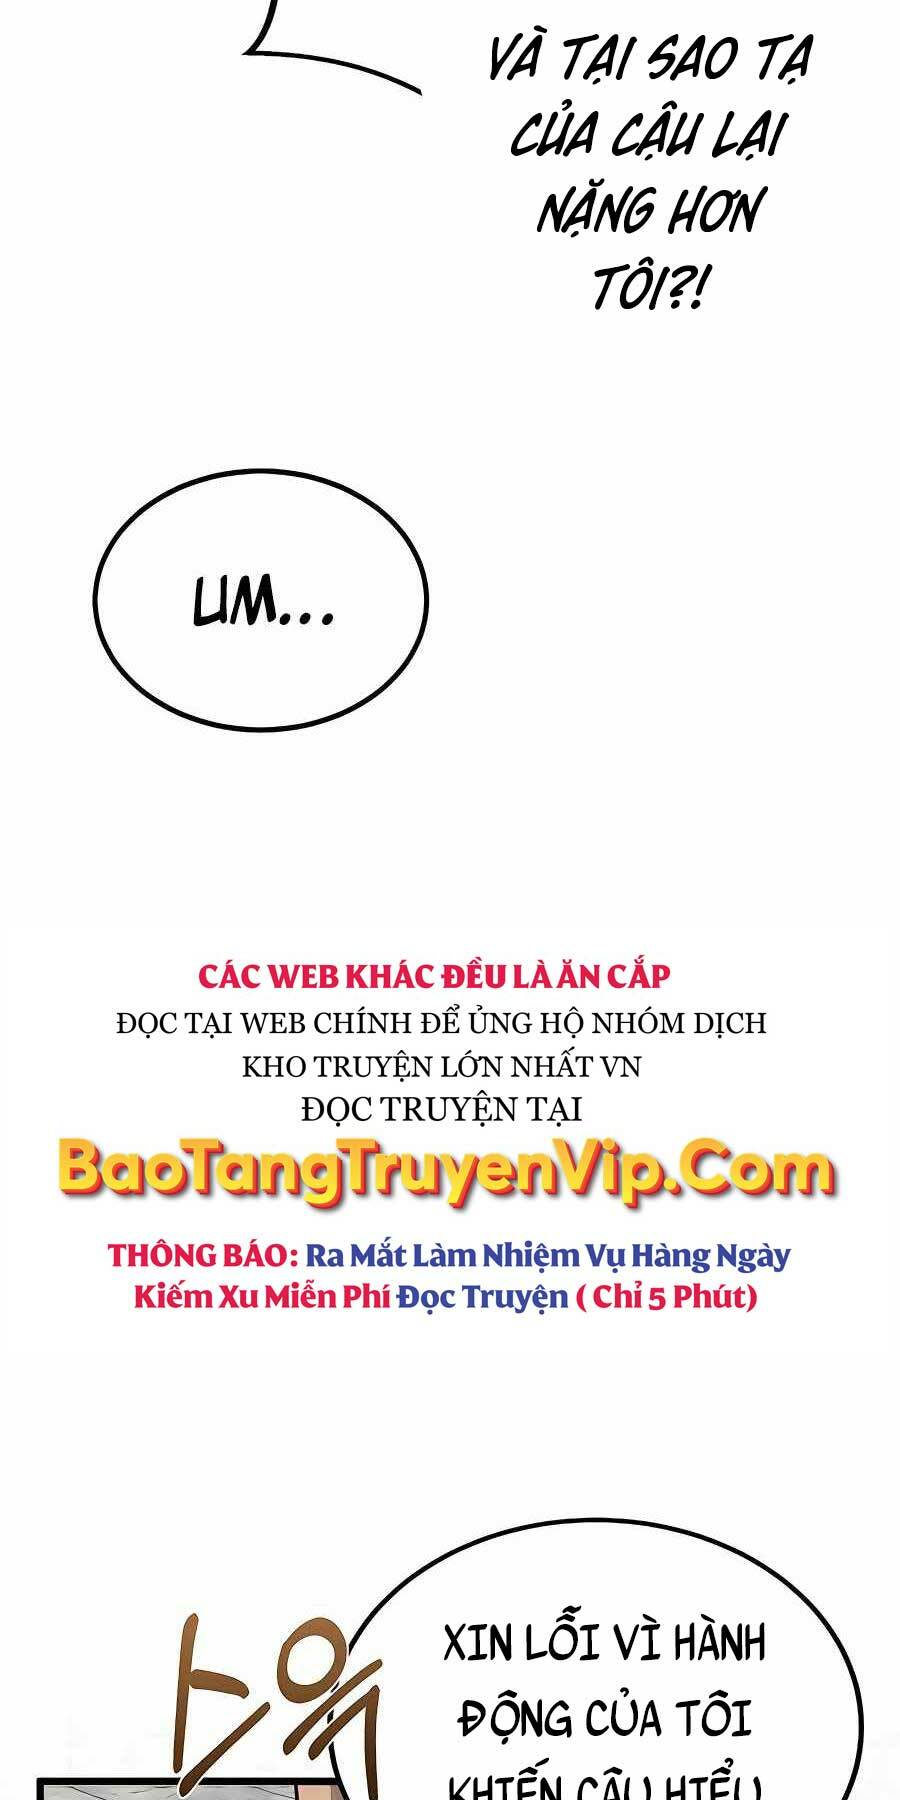 VÀ TẠI SAO TẠ
CỦA CẬU LẠI
NẶNG HƠN
TÔI?!
UM...
CÁC WEB KHÁC ĐỀU LÀ ĂN CẮP
ĐỌC TẠI WEB CHÍNH ĐỂ ỦNG HỘ NHÓM DỊCH
KHO TRUYỆN LỚN NHẤT VN
ĐỌC TRUYỆN TẠI
BaoTangTruyenVip.Com
THÔNG BÁO: Ra Mắt Làm Nhiệm Vụ Hàng Ngày
Kiếm Xu Miễn Phí Đọc Truyện ( Chỉ 5 Phút)
스윽
XIN LỖI VÌ HÀNH
ĐỘNG CỦA TÔI
KHIẾN CẬU HIỂU